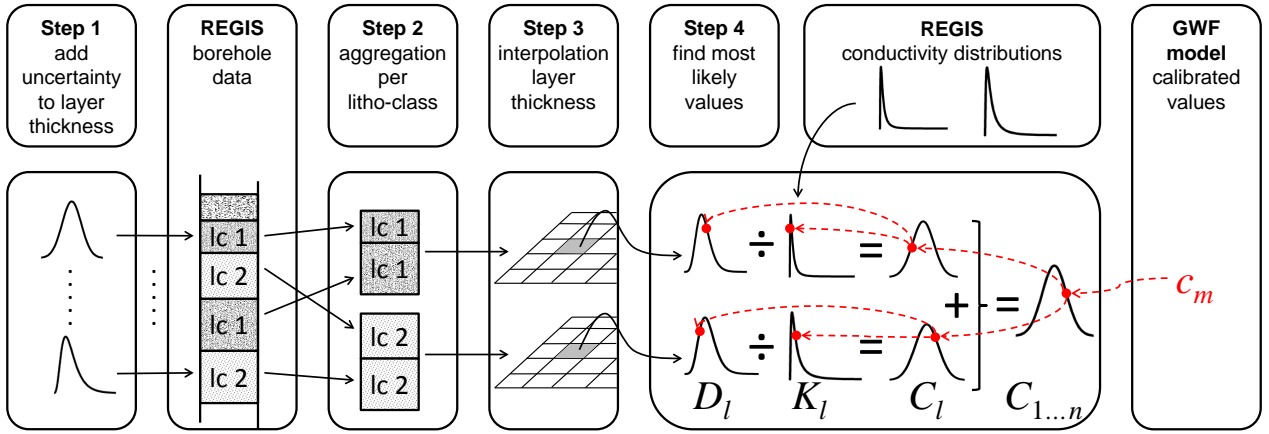 Step 1
add
uncertainty
to layer
thickness
REGIS
borehole
data
Step 2
aggregation
per
litho-class
Step 3
interpolation
layer
thickness
Step 4
find most
likely
values
REGIS
conductivity distributions
GWF
model
calibrated
values
lc 1
lc 2
lc 1
lc 2
lc 1
lc 1
lc 2
lc 2
÷ =
+ =
÷ =
c_m
D_l K_l C_l C_{1...n}